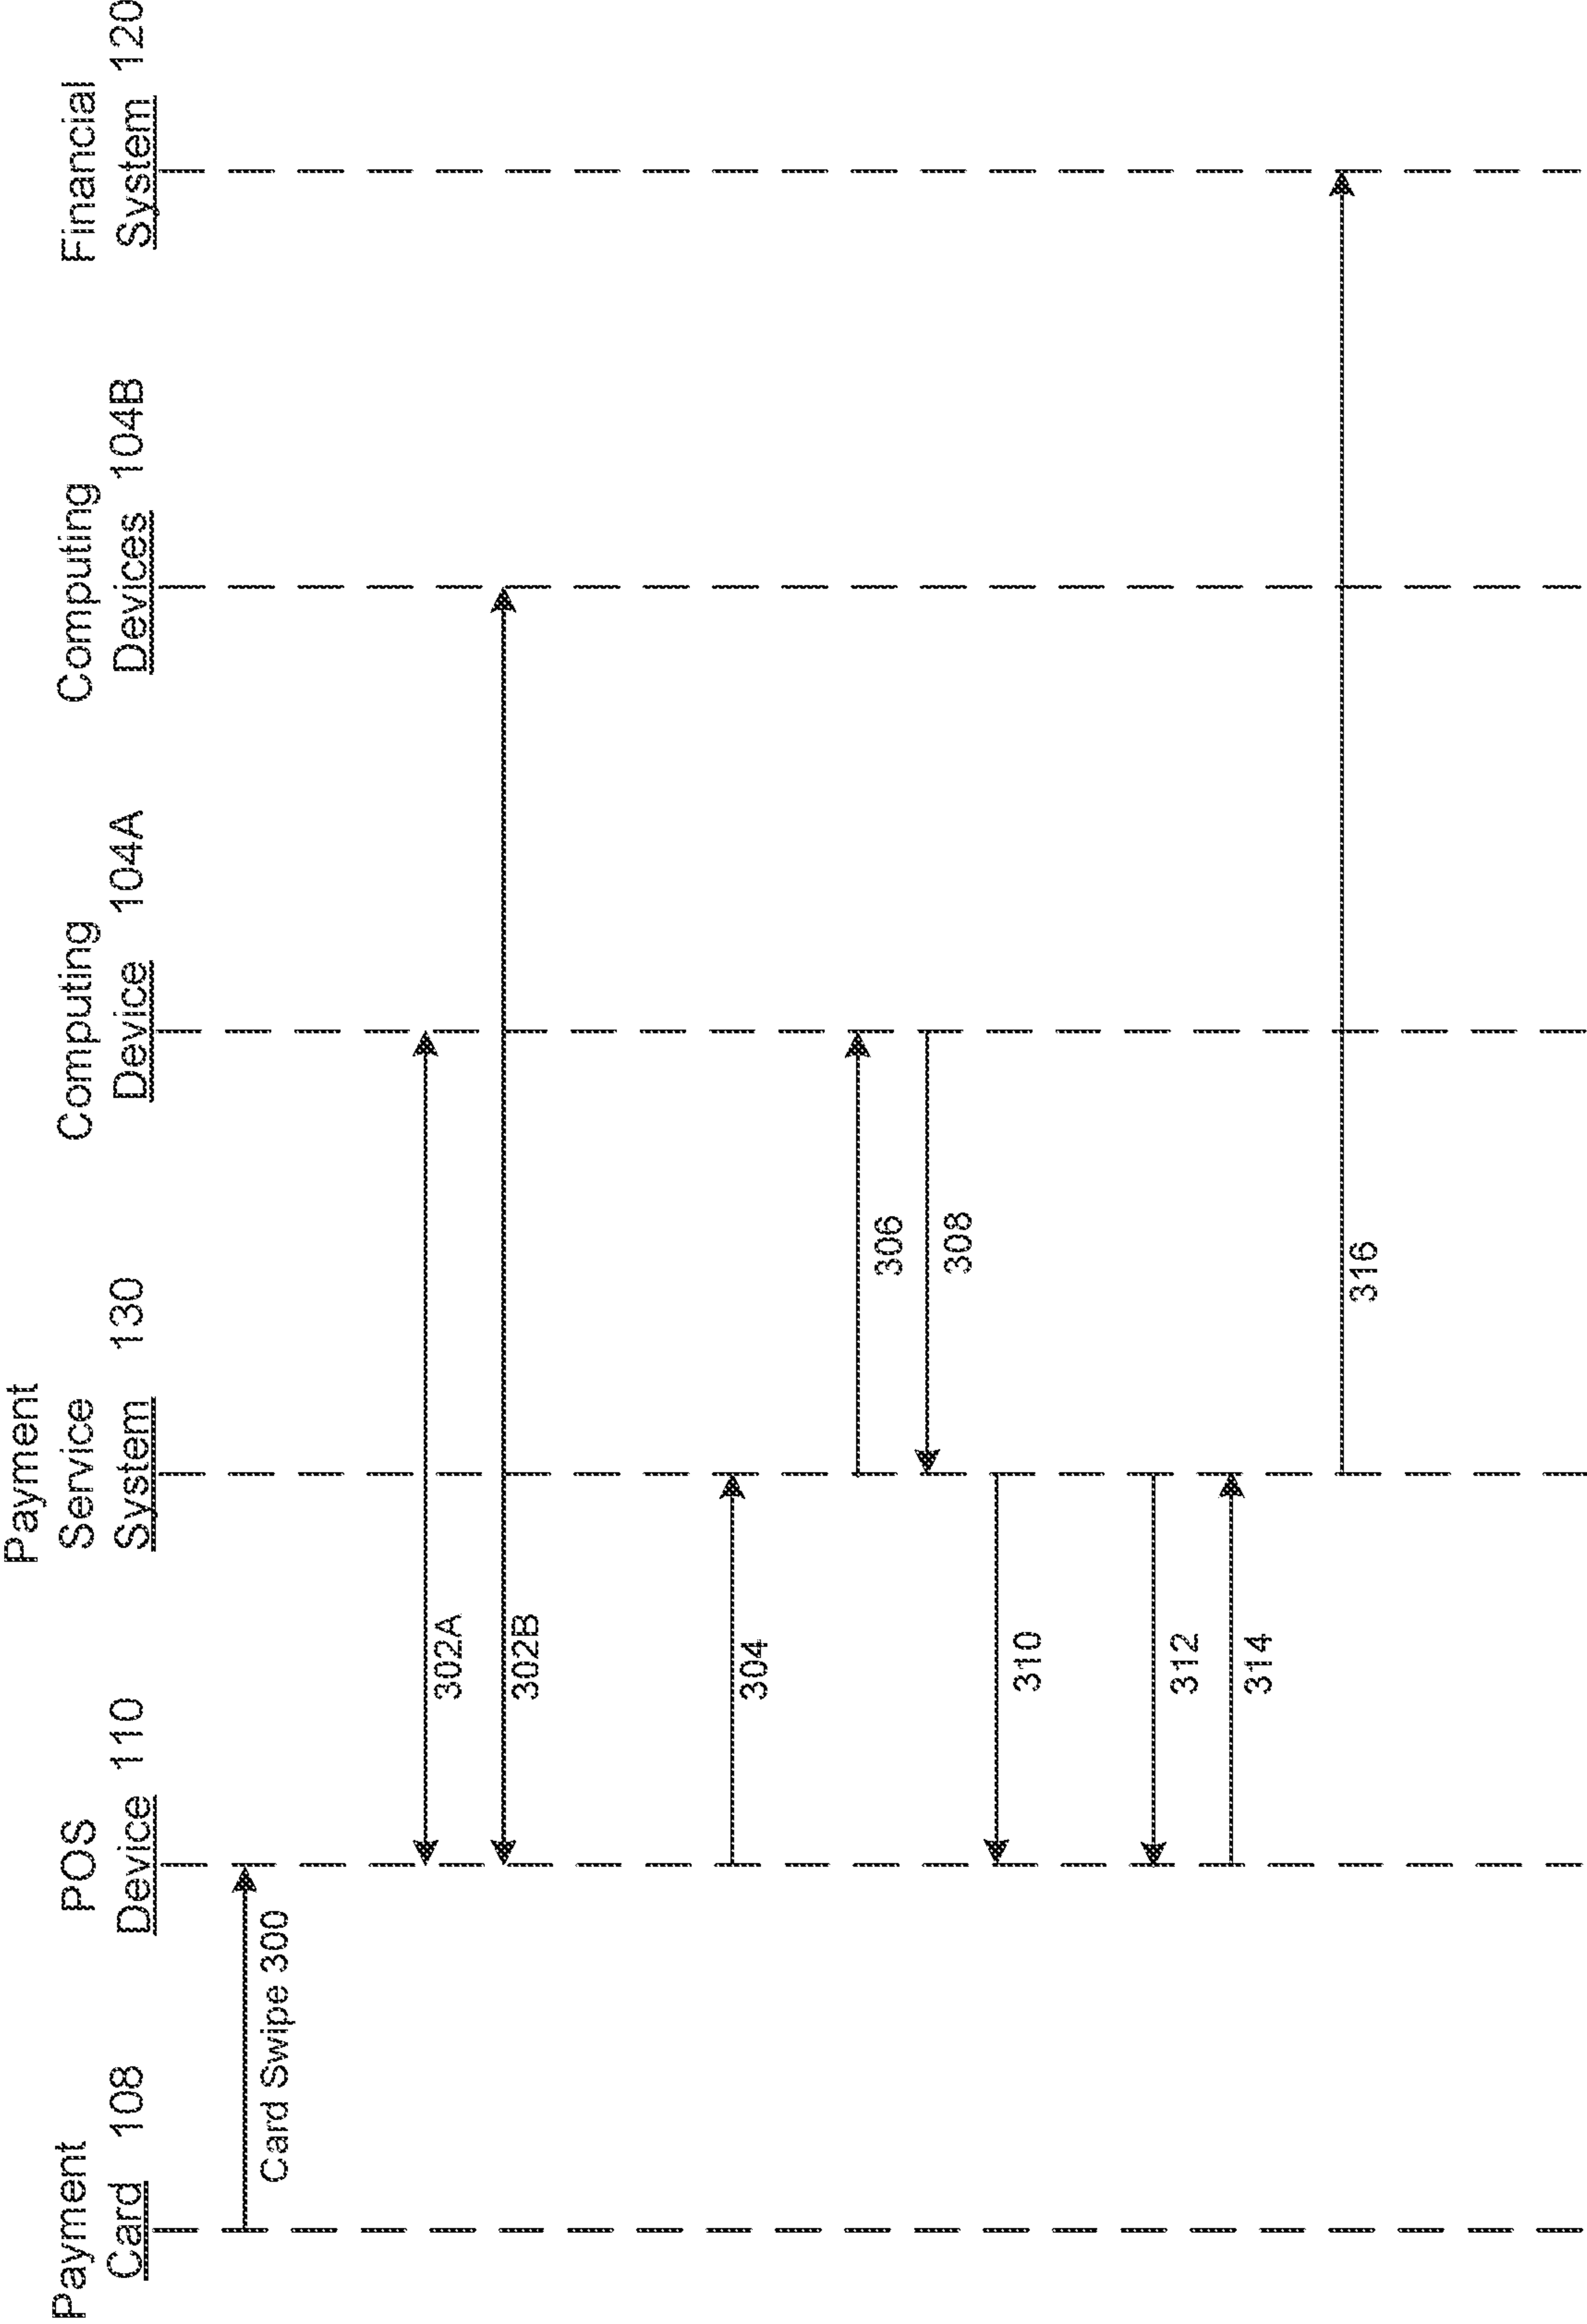 Payment
Card 108
POS
Device 110
Payment
Service
System 130
Computing
Device 104A
Computing
Devices 104B
Financial
System 120
Card Swipe 300
302A
302B
304
306
308
310
312
314
316